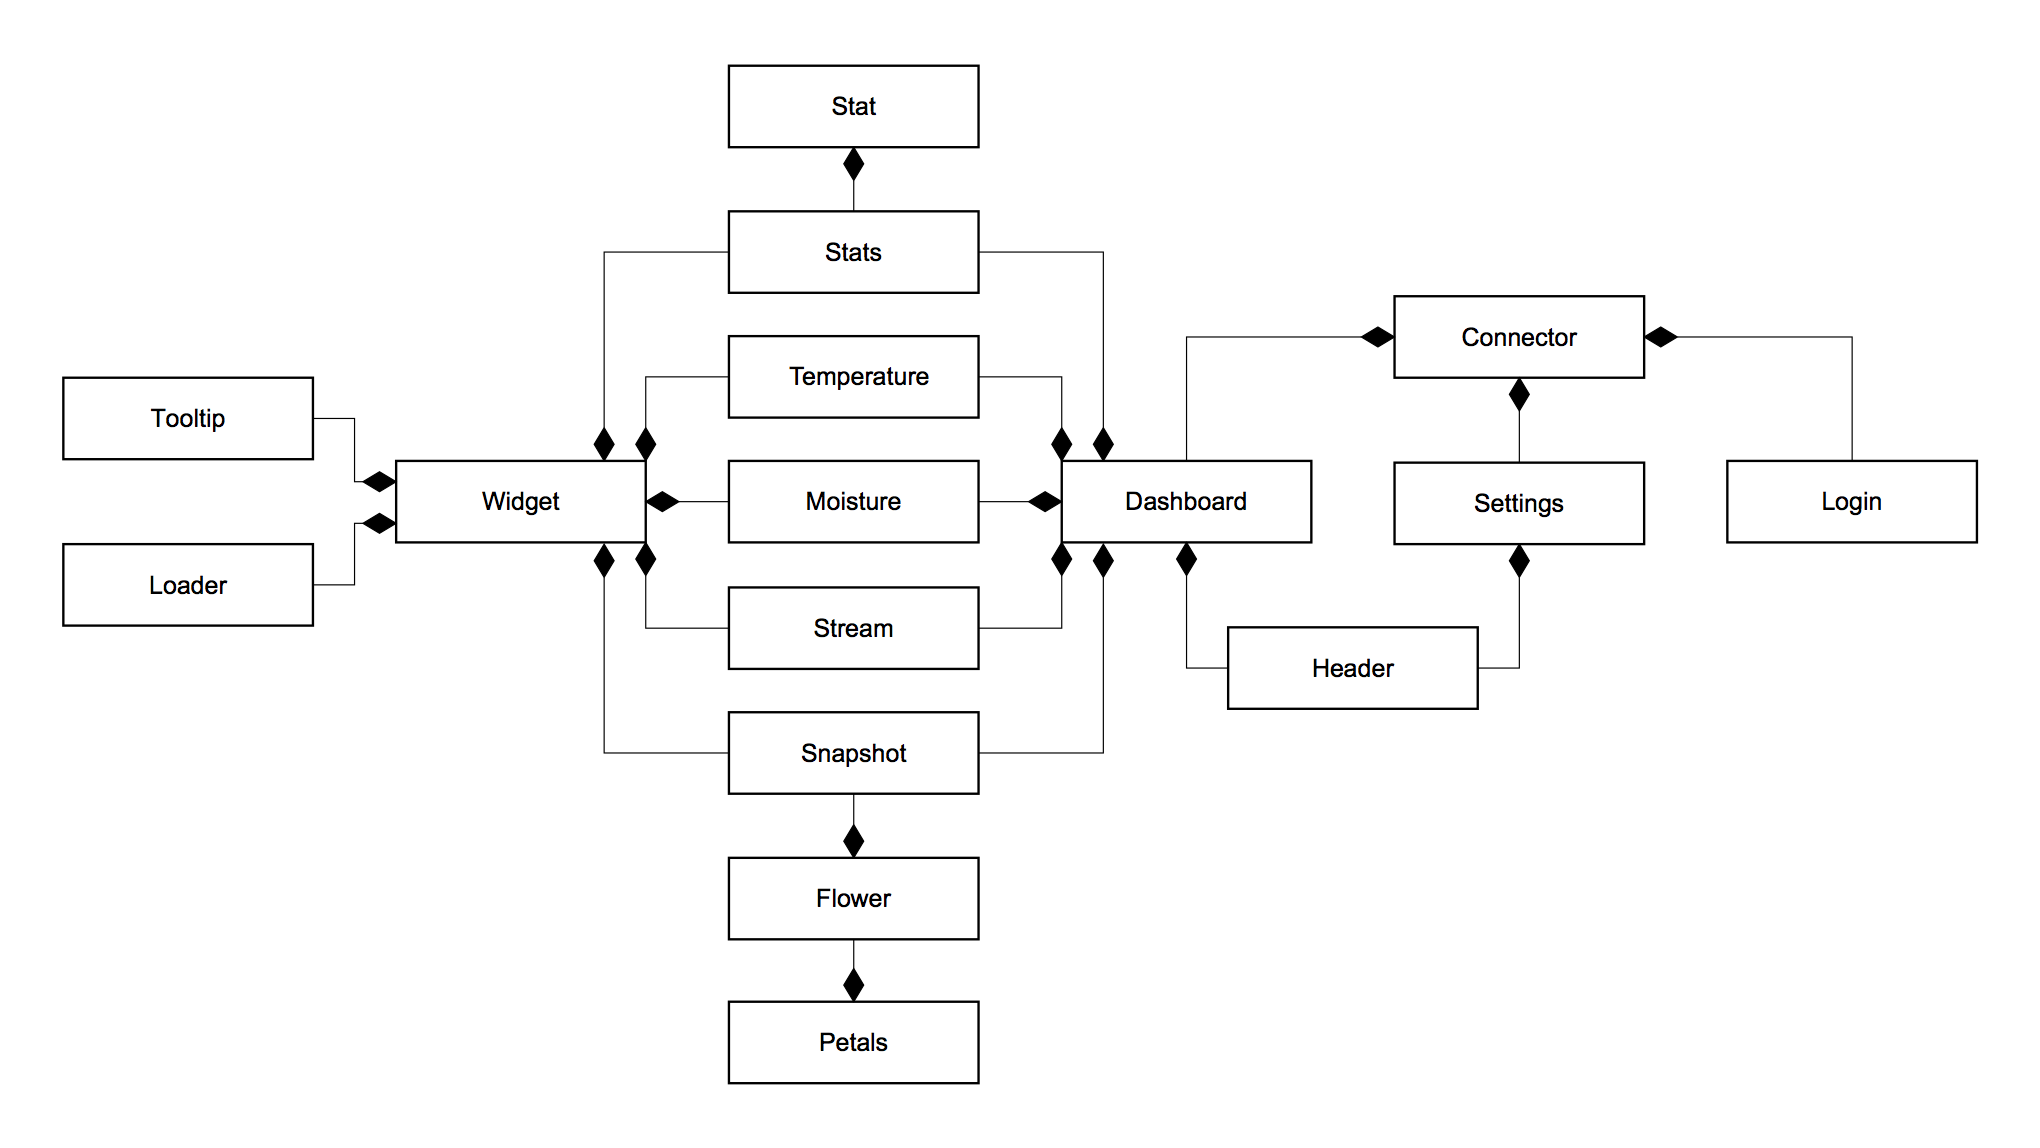 Stat
Stats
Connector
Temperature
Tooltip
Widget
Moisture
Dashboard
Settings
Login
Loader
Stream
Header
Snapshot
Flower
Petals